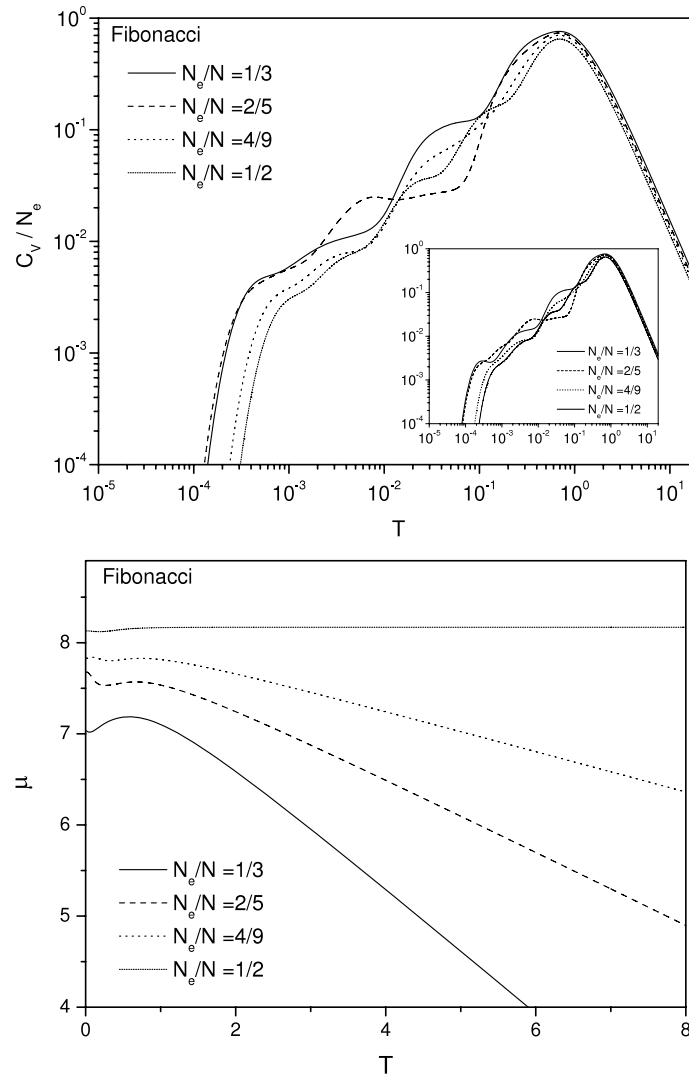 Fibonacci
N_e/N =1/3
N_e/N =2/5
N_e/N =4/9
N_e/N =1/2
C_V / N_e
10^0
10^-1
10^-2
10^-3
10^-4
10^-5 10^-4 10^-3 10^-2 10^-1 10^0 10^1
T
10^0
10^-1
10^-2
10^-3
10^-4
10^-5 10^-4 10^-3 10^-2 10^-1 10^0 10^1
N_e/N =1/3
N_e/N =2/5
N_e/N =4/9
N_e/N =1/2
Fibonacci
μ
8
7
6
5
4
N_e/N =1/3
N_e/N =2/5
N_e/N =4/9
N_e/N =1/2
0 2 4 6 8
T